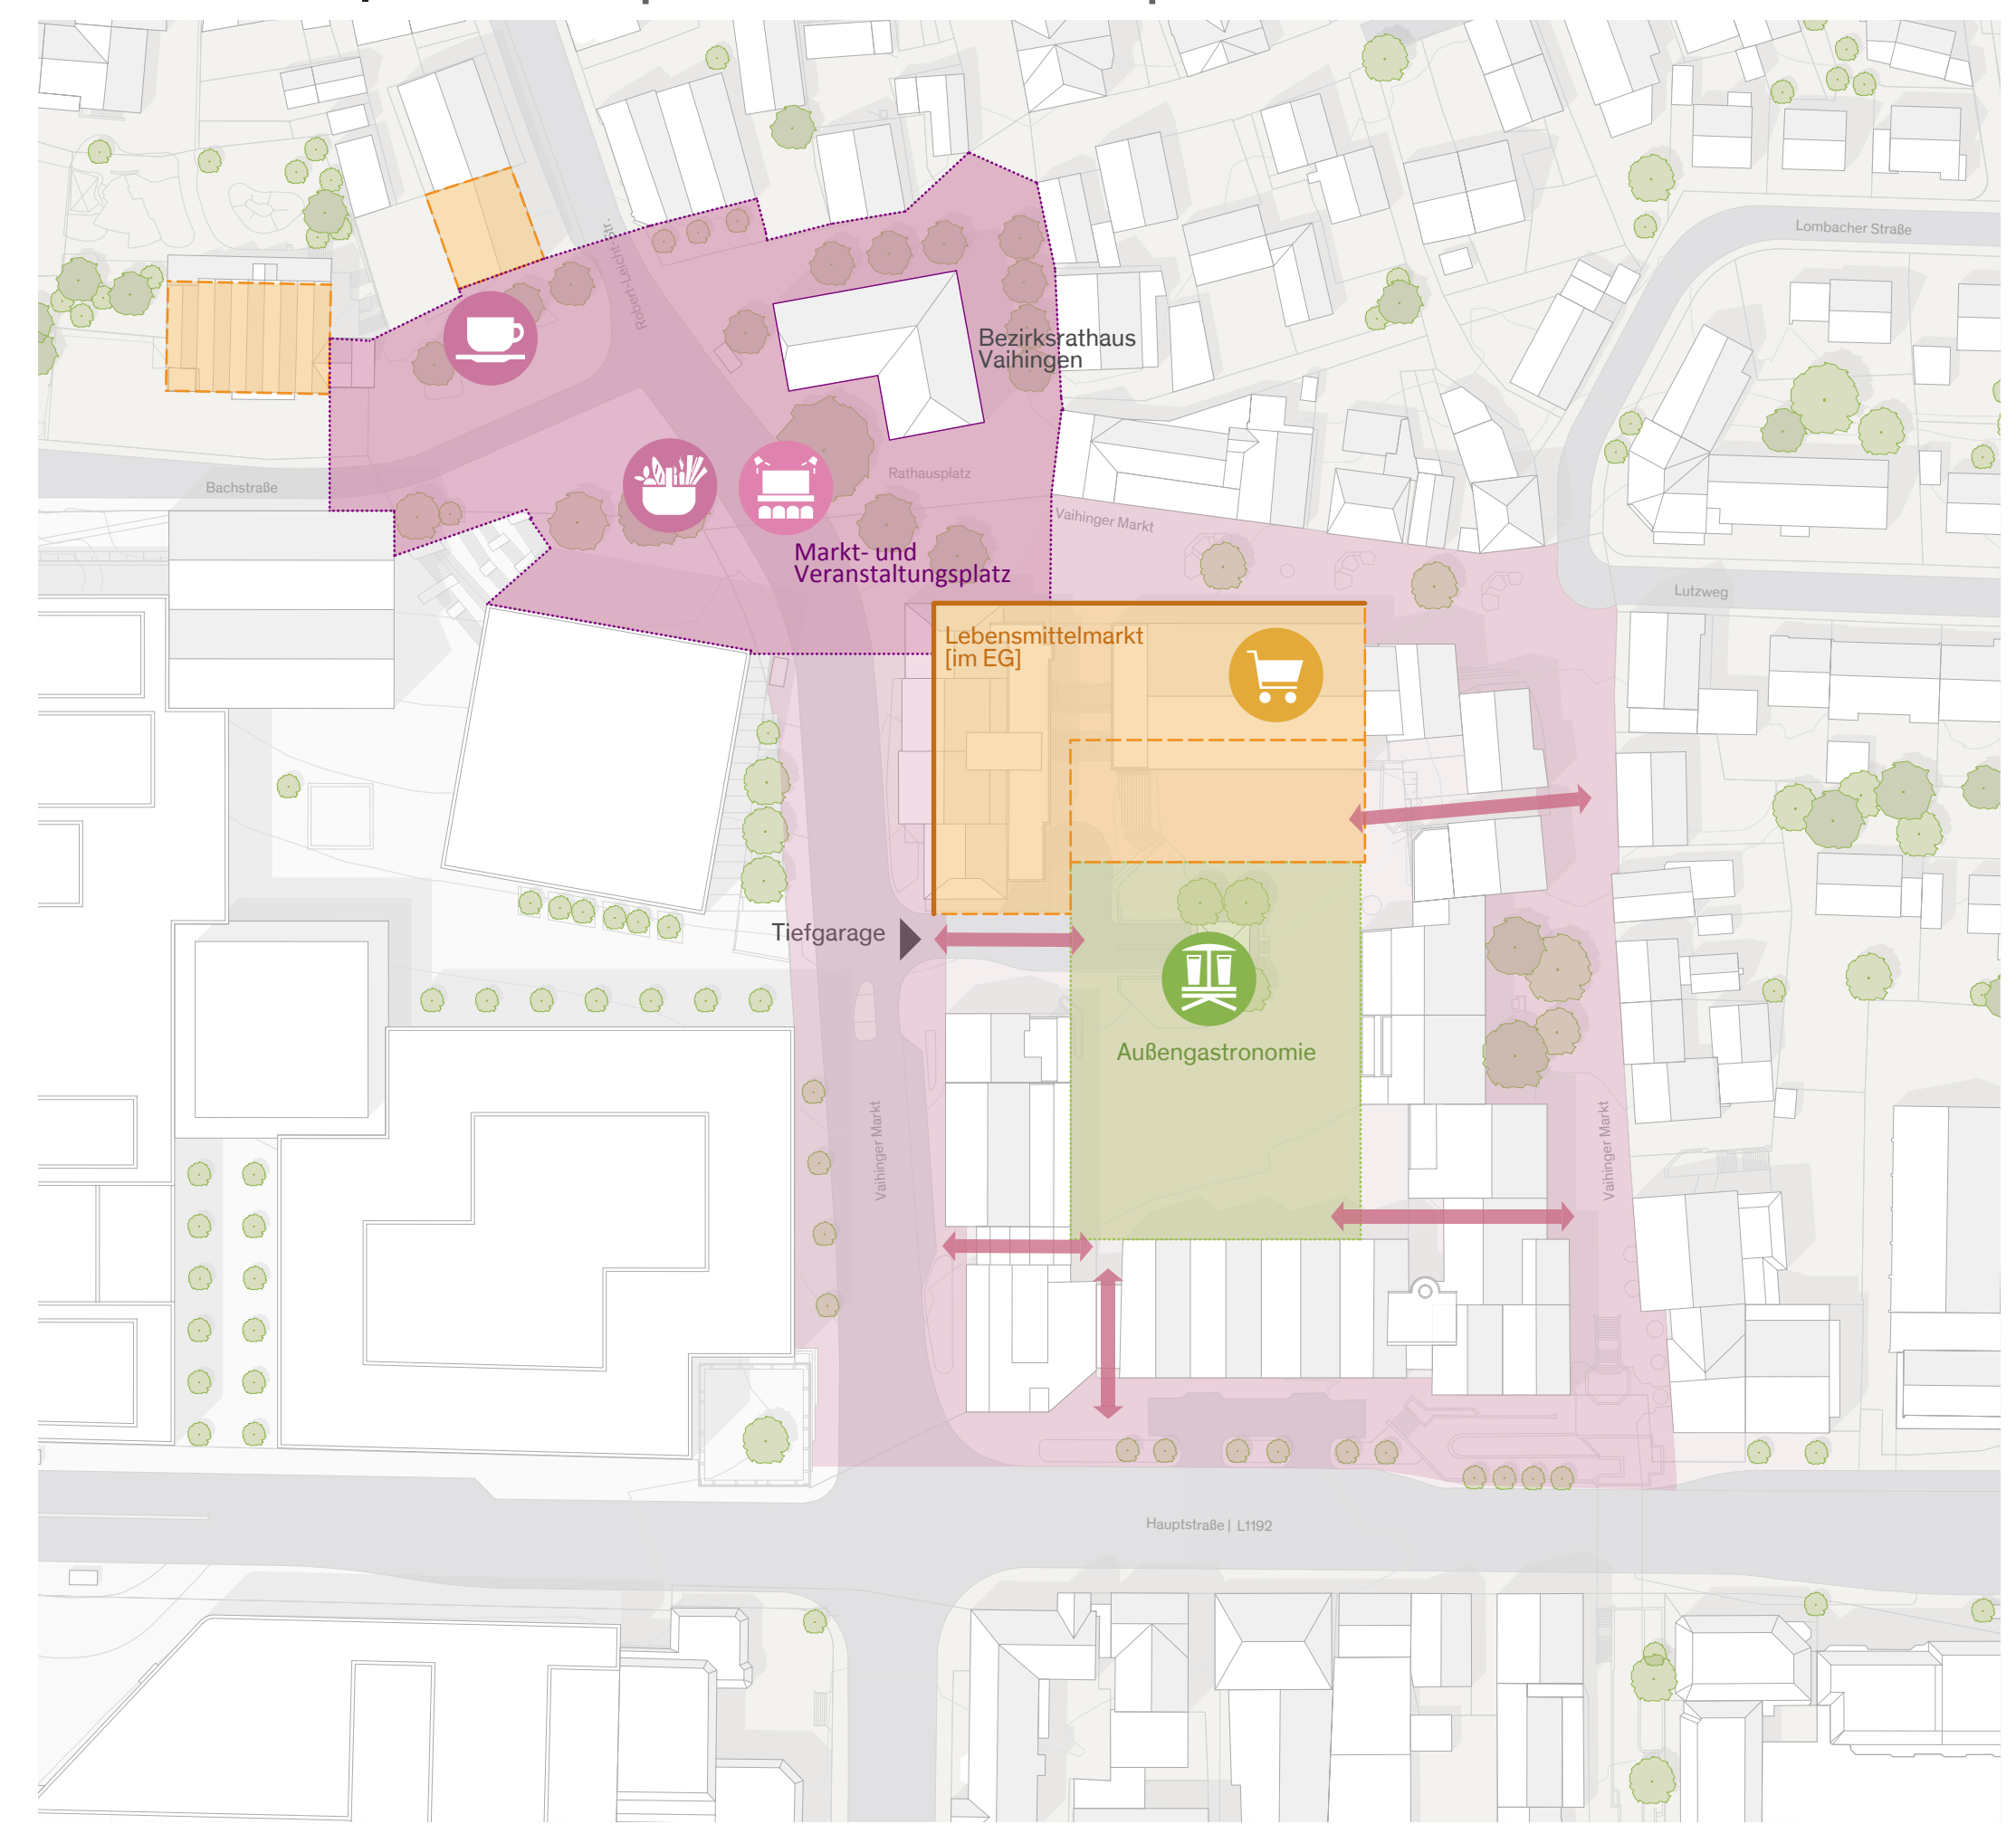 Lombacher Straße
Robert-Leicht-Str.
Bezirksrathaus
Vaihingen
Rathausplatz
Bachstraße
Vaihinger Markt
Markt- und
Veranstaltungsplatz
Lutzweg
Lebensmittelmarkt
[im EG]
Tiefgarage
Außengastronomie
Vaihinger Markt
Vaihinger Markt
Hauptstraße | L1192